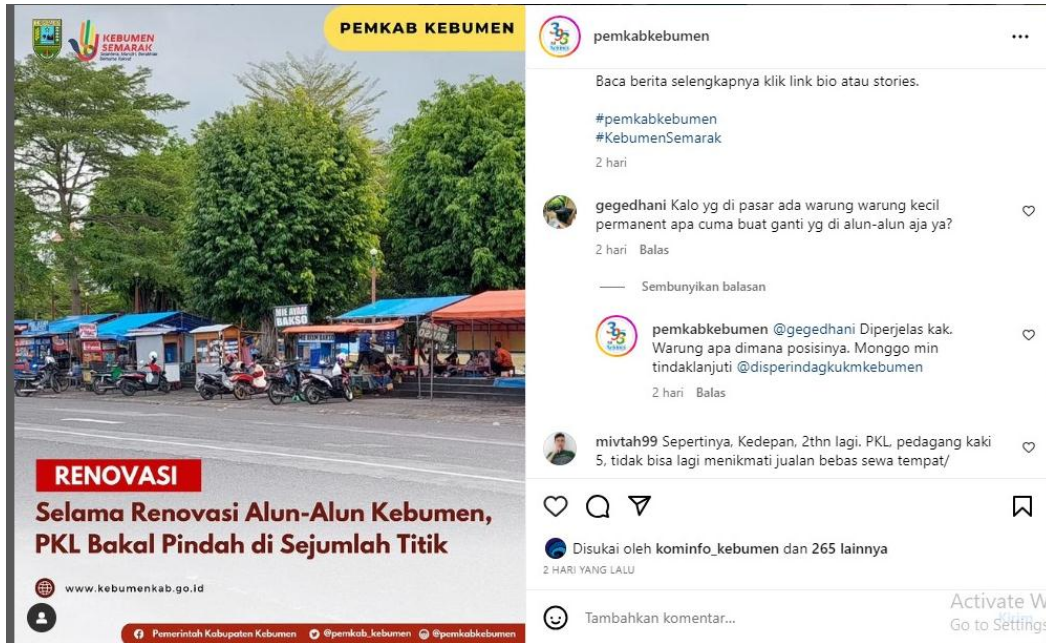 KEBUMEN
SEMARAK
PEMKAB KEBUMEN
MIE AYAM
BAKSO
RENOVASI
Selama Renovasi Alun-Alun Kebumen,
PKL Bakal Pindah di Sejumlah Titik
www.kebumenkab.go.id
Pemerintah Kabupaten Kebumen @pemkab_kebumen @pemkabkebumen
pemkabkebumen
Baca berita selengkapnya klik link bio atau stories.
#pemkabkebumen
#KebumenSemarak
2 hari
gegedhani Kalo yg di pasar ada warung warung kecil
permanent apa cuma buat ganti yg di alun-alun aja ya?
2 hari Balas
Sembunyikan balasan
pemkabkebumen @gegedhani Diperjelas kak.
Warung apa dimana posisinya. Monggo min
tindaklanjuti @disperindagkukmkebumen
2 hari Balas
mivtah99 Sepertinya, Kedepan, 2thn lagi. PKL, pedagang kaki
5, tidak bisa lagi menikmati jualan bebas sewa tempat/
Disukai oleh kominfo_kebumen dan 265 lainnya
2 HARI YANG LALU
Tambahkan komentar...
Kirim
Activate W
Go to Settings